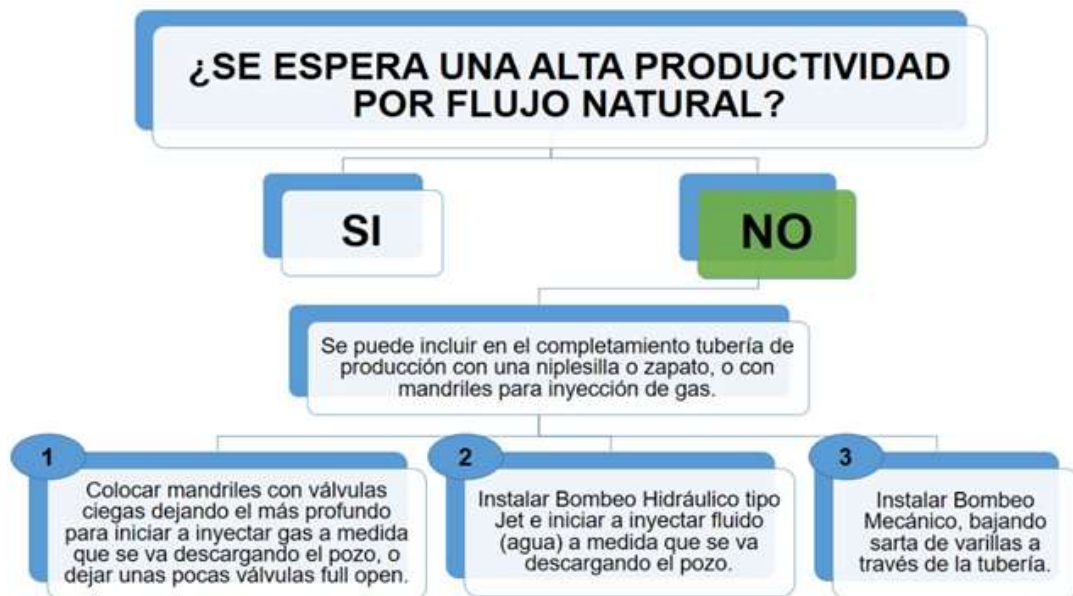 ¿SE ESPERA UNA ALTA PRODUCTIVIDAD
POR FLUJO NATURAL?
SI
NO
Se puede incluir en el completamiento tubería de
producción con una niplesilla o zapato, o con
mandriles para inyección de gas.
1
Colocar mandriles con válvulas
ciegas dejando el más profundo
para iniciar a inyectar gas a medida
que se va descargando el pozo, o
dejar unas pocas válvulas full open.
2
Instalar Bombeo Hidráulico tipo
Jet e iniciar a inyectar fluido
(agua) a medida que se va
descargando el pozo.
3
Instalar Bombeo
Mecánico, bajando
sarta de varillas a
través de la tubería.